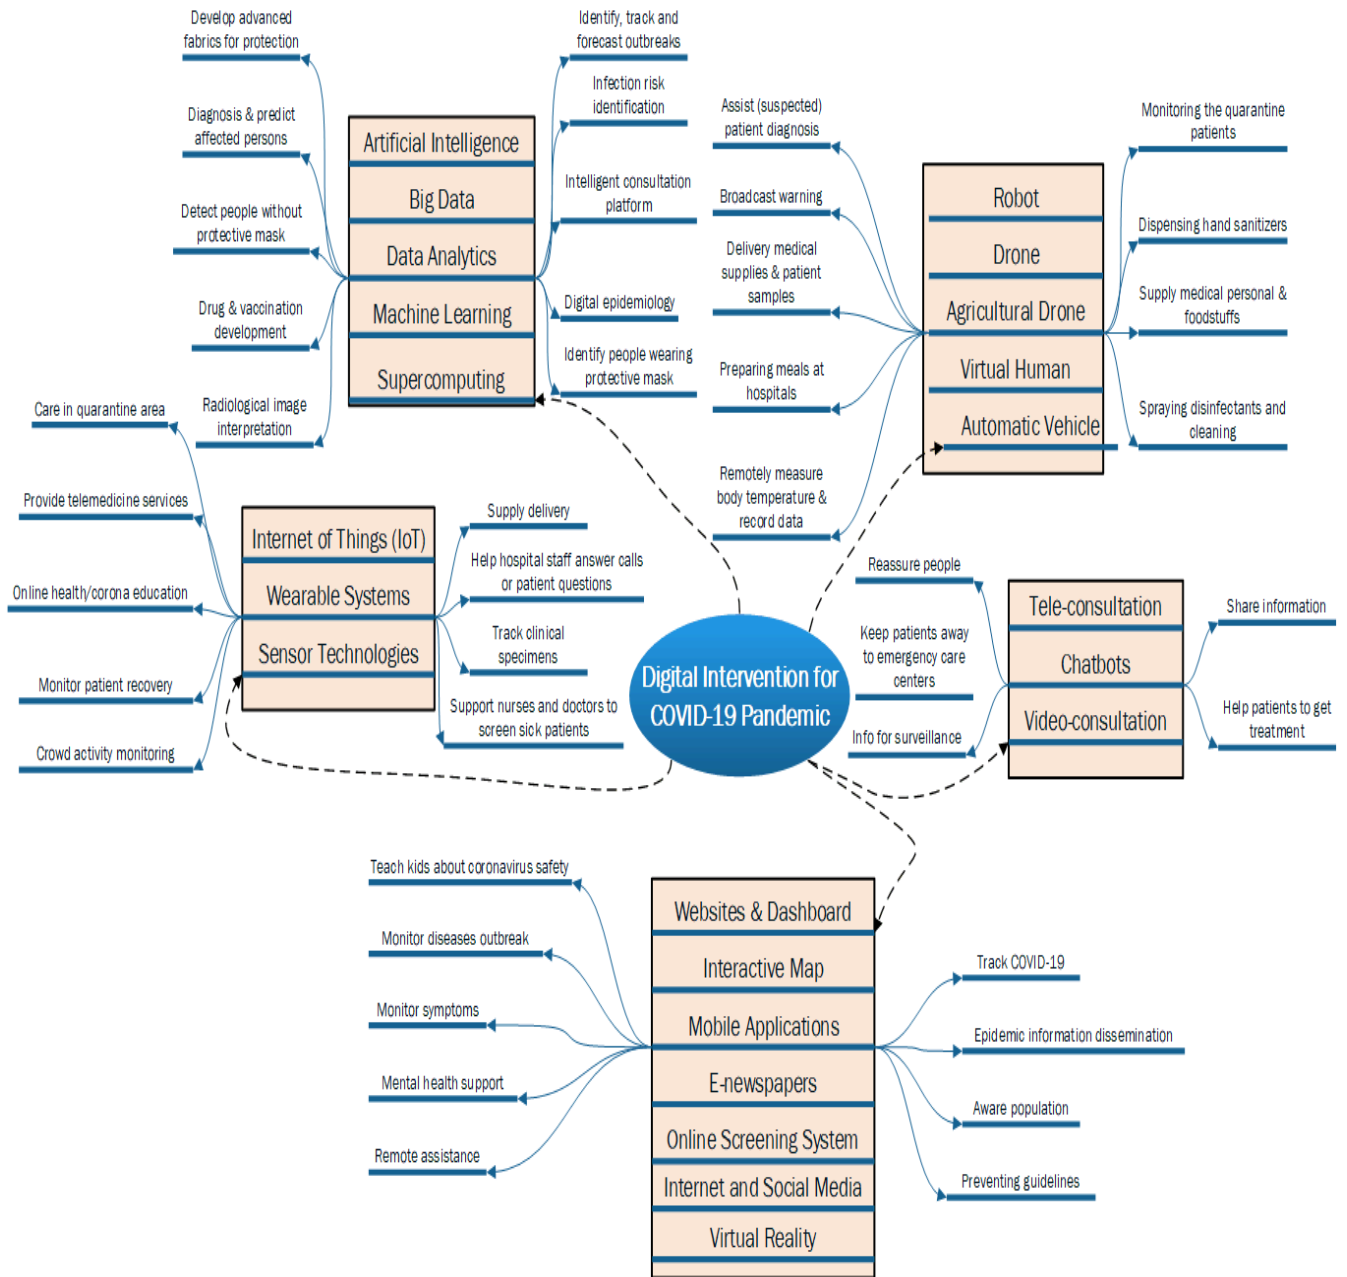 Develop advanced
fabrics for protection
Diagnosis & predict
affected persons
Detect people without
protective mask
Drug & vaccination
development
Radiological image
interpretation
Artificial Intelligence
Big Data
Data Analytics
Machine Learning
Supercomputing
Identify, track and
forecast outbreaks
Infection risk
identification
Intelligent consultation
platform
Digital epidemiology
Identify people wearing
protective mask
Assist (suspected)
patient diagnosis
Broadcast warning
Delivery medical
supplies & patient
samples
Preparing meals at
hospitals
Remotely measure
body temperature &
record data
Robot
Drone
Agricultural Drone
Virtual Human
Automatic Vehicle
Monitoring the quarantine
patients
Dispensing hand sanitizers
Supply medical personal &
foodstuffs
Spraying disinfectants and
cleaning
Care in quarantine area
Provide telemedicine services
Online health/corona education
Monitor patient recovery
Crowd activity monitoring
Internet of Things (IoT)
Wearable Systems
Sensor Technologies
Supply delivery
Help hospital staff answer calls
or patient questions
Track clinical
specimens
Support nurses and doctors to
screen sick patients
Digital Intervention for
COVID-19 Pandemic
Reassure people
Keep patients away
to emergency care
centers
Info for surveillance
Tele-consultation
Chatbots
Video-consultation
Share information
Help patients to get
treatment
Teach kids about coronavirus safety
Monitor diseases outbreak
Monitor symptoms
Mental health support
Remote assistance
Websites & Dashboard
Interactive Map
Mobile Applications
E-newspapers
Online Screening System
Internet and Social Media
Virtual Reality
Track COVID-19
Epidemic information dissemination
Aware population
Preventing guidelines